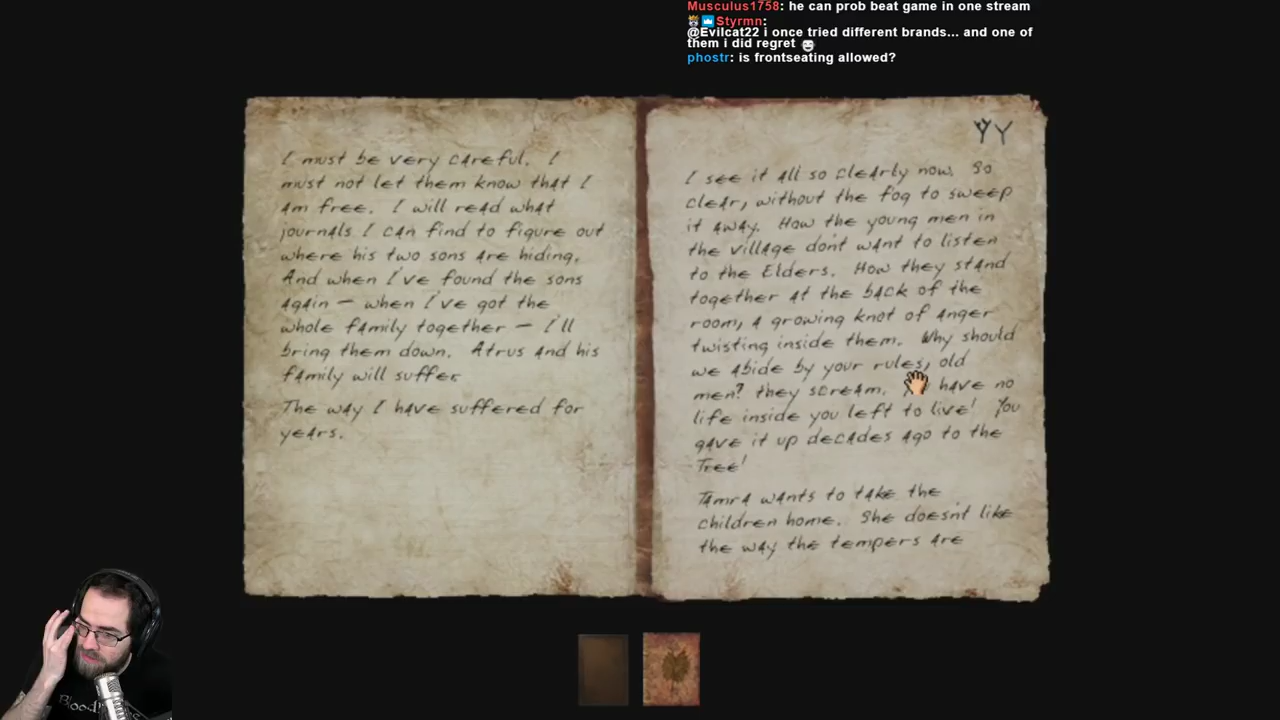 Musculus1758: he can prob beat game in one stream
Styrmn:
@Evilcat22 i once tried different brands... and one of
them i did regret
phostr: is frontseating allowed?
I must be very careful. I
must not let them know that I
am free. I will read what
journals I can find to figure out
where his two sons are hiding.
And when I've found the sons
again – when I've got the
whole family together – I'll
bring them down. Atrus and his
family will suffer
The way I have suffered for
years.
I see it all so clearly now. So
clear, without the fog to sweep
it away. How the young men in
the village don't want to listen
to the Elders. How they stand
together at the back of the
room, a growing knot of anger
twisting inside them. Why should
we abide by your rules, old
men? they scream. have no
life inside you left to live! You
gave it up decades ago to the
Tree!
Tamra wants to take the
children home. She doesn't like
the way the tempers are
Blood